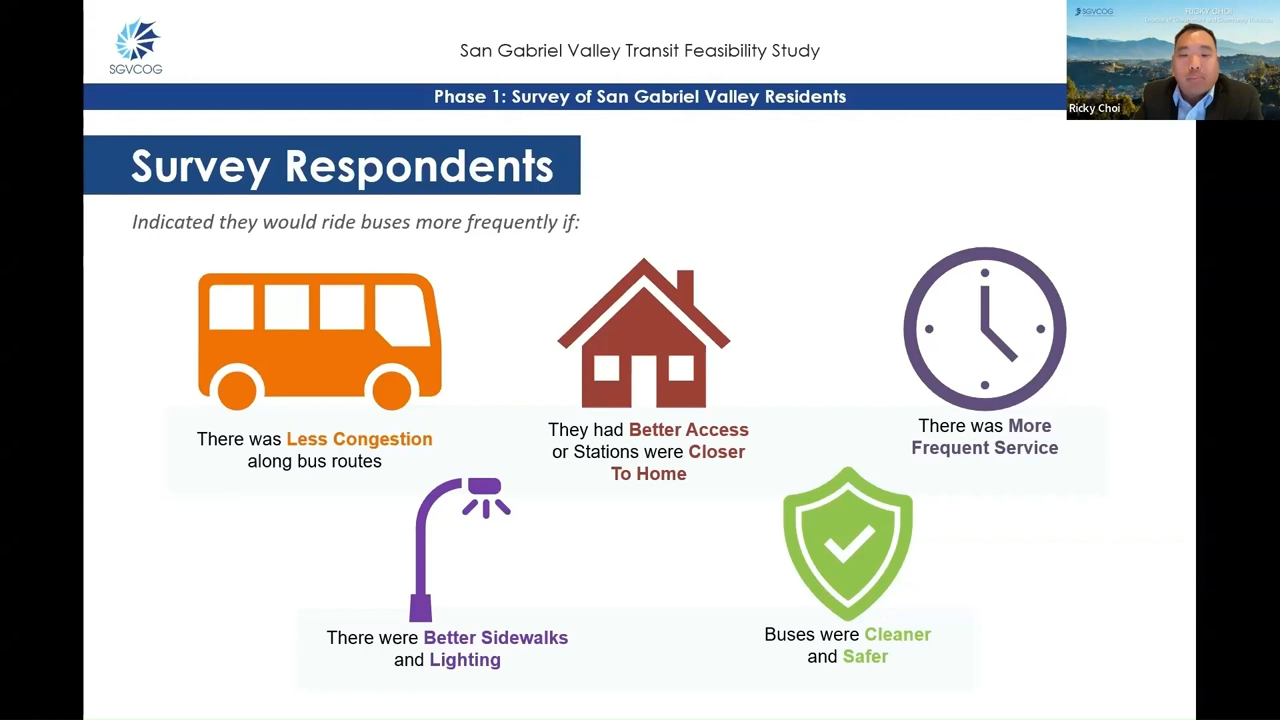 SGVCOG
San Gabriel Valley Transit Feasibility Study
Phase 1: Survey of San Gabriel Valley Residents
SGVCOG
RICKY CHOI
Ricky Choi
Survey Respondents
Indicated they would ride buses more frequently if:
There was Less Congestion
along bus routes
They had Better Access
or Stations were Closer
To Home
There was More
Frequent Service
There were Better Sidewalks
and Lighting
Buses were Cleaner
and Safer